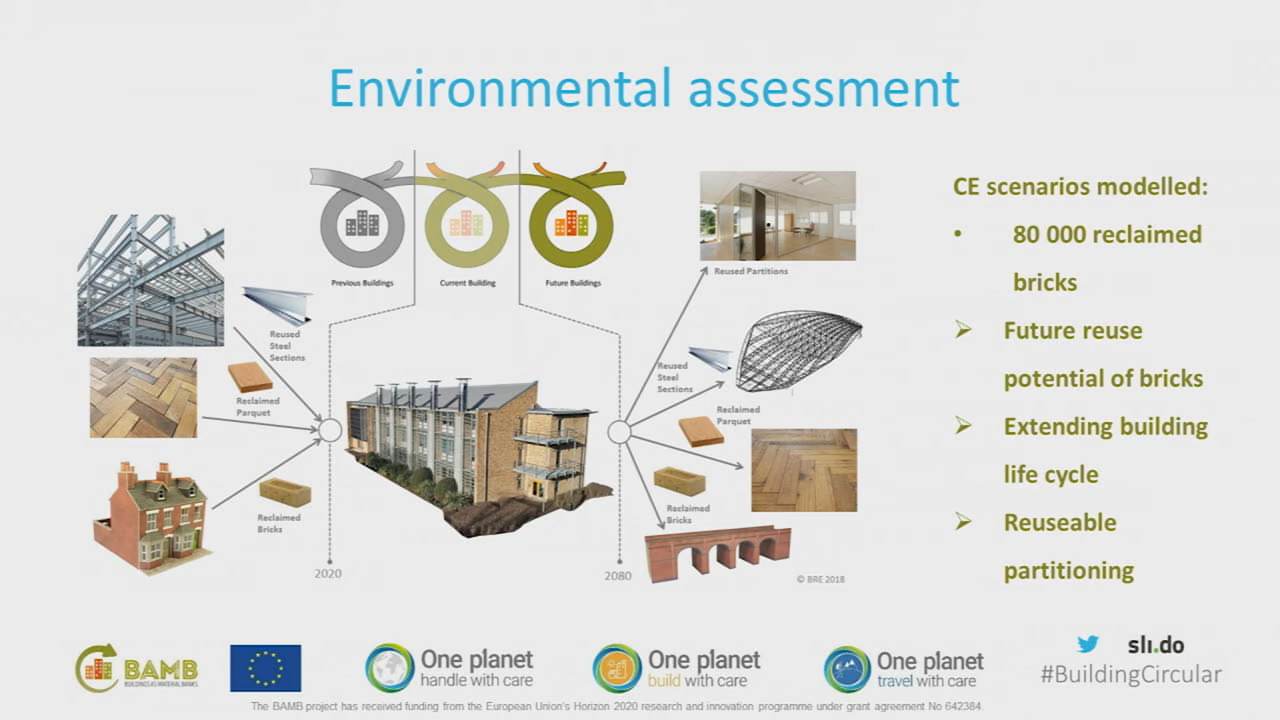 Environmental assessment
Previous Buildings
Current Building
Future Buildings
Reused
Steel
Sections
Reclaimed
Parquet
Reclaimed
Bricks
2020
Reused Partitions
Reused
Steel
Sections
Reclaimed
Parquet
Reclaimed
Bricks
2080
© BRE 2018
CE scenarios modelled:
• 80 000 reclaimed
bricks
➢ Future reuse
potential of bricks
➢ Extending building
life cycle
➢ Reuseable
partitioning
BAMB
BUILDINGS AS MATERIAL BANKS
One planet
handle with care
One planet
build with care
One planet
travel with care
sli.do
#BuildingCircular
The BAMB project has received funding from the European Union's Horizon 2020 research and innovation programme under grant agreement No 642384.